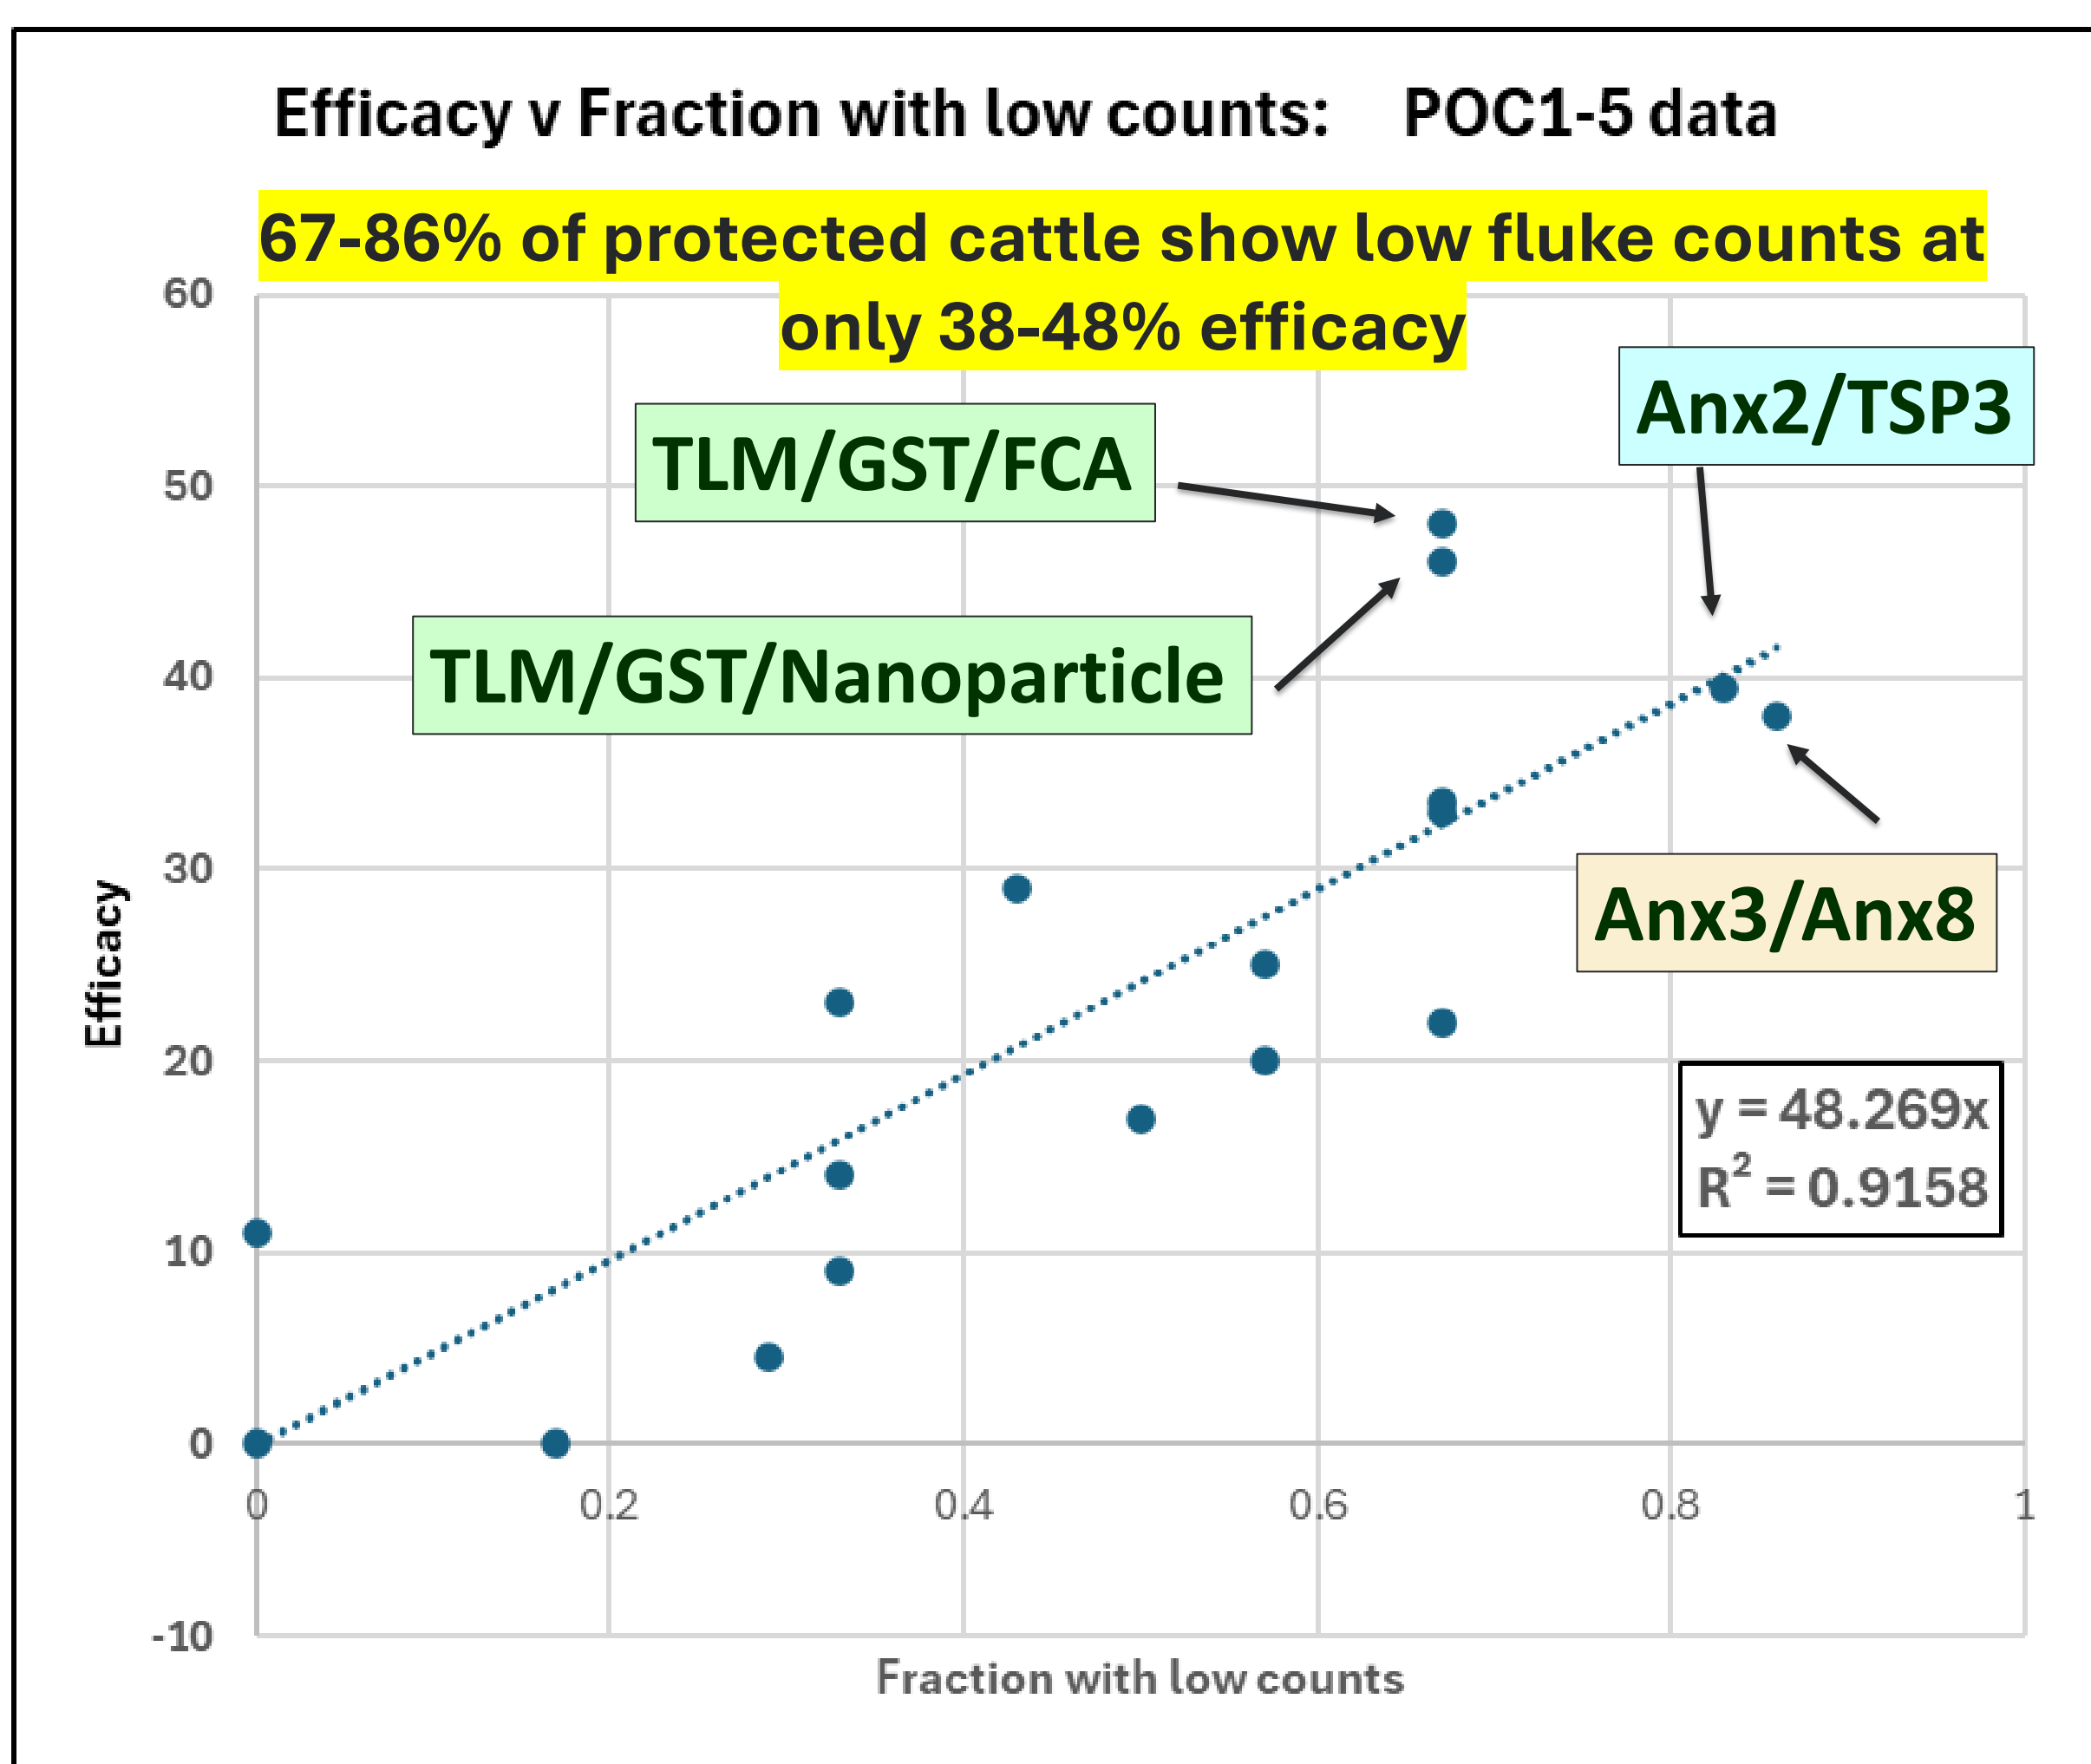 Efficacy v Fraction with low counts: POC1-5 data
67-86% of protected cattle show low fluke counts at
only 38-48% efficacy
60
50
40
30
20
10
0
-10
Efficacy
TLM/GST/FCA
Anx2/TSP3
TLM/GST/Nanoparticle
Anx3/Anx8
y = 48.269x
R² = 0.9158
0 0.2 0.4 0.6 0.8 1
Fraction with low counts